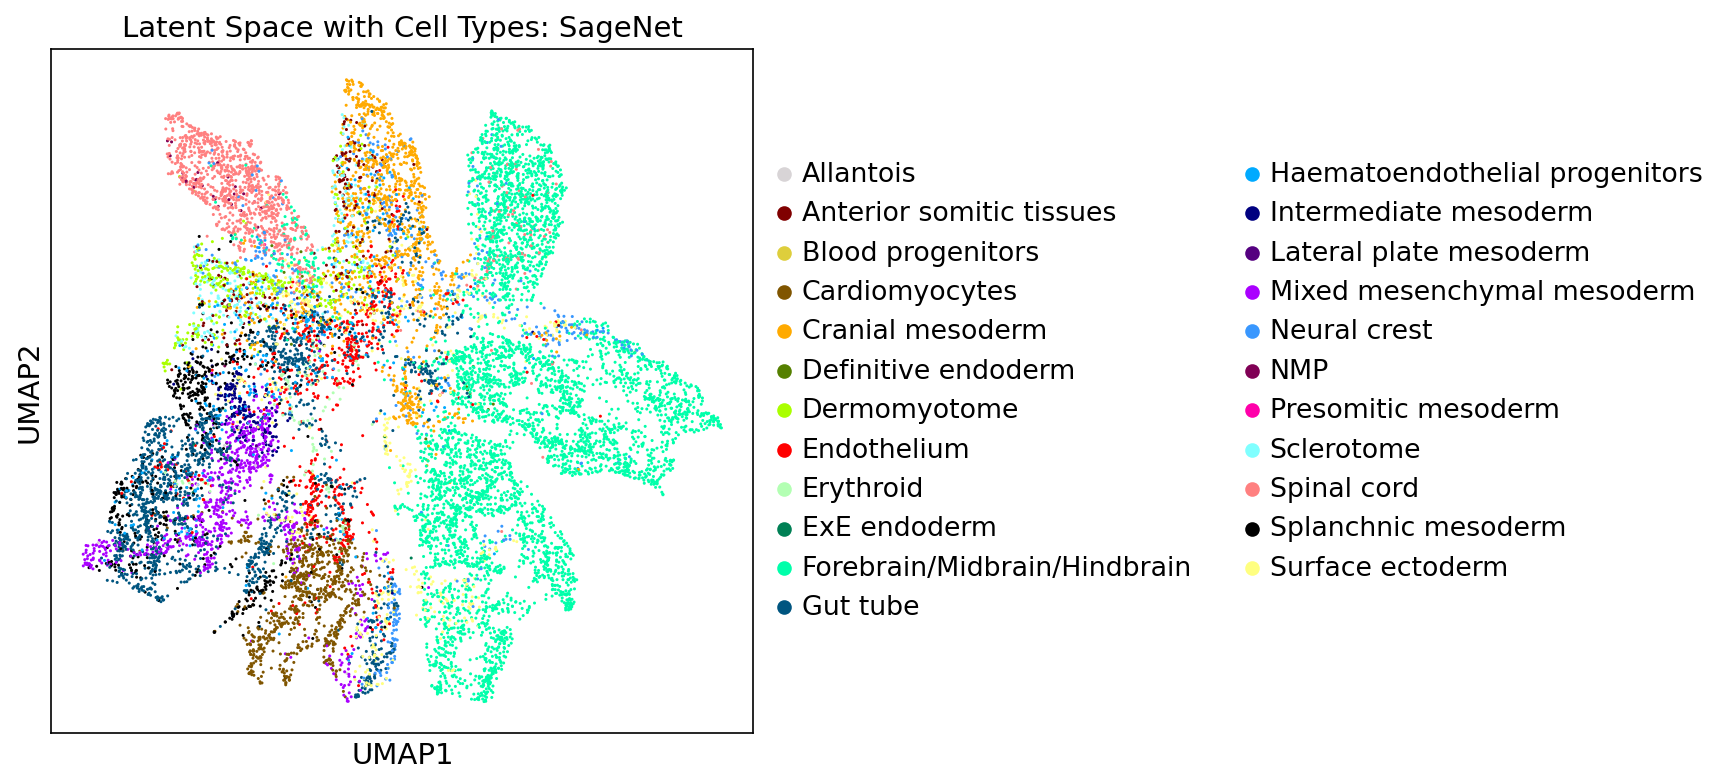 Latent Space with Cell Types: SageNet
UMAP2
UMAP1
Allantois
Anterior somitic tissues
Blood progenitors
Cardiomyocytes
Cranial mesoderm
Definitive endoderm
Dermomyotome
Endothelium
Erythroid
ExE endoderm
Forebrain/Midbrain/Hindbrain
Gut tube
Haematoendothelial progenitors
Intermediate mesoderm
Lateral plate mesoderm
Mixed mesenchymal mesoderm
Neural crest
NMP
Presomitic mesoderm
Sclerotome
Spinal cord
Splanchnic mesoderm
Surface ectoderm